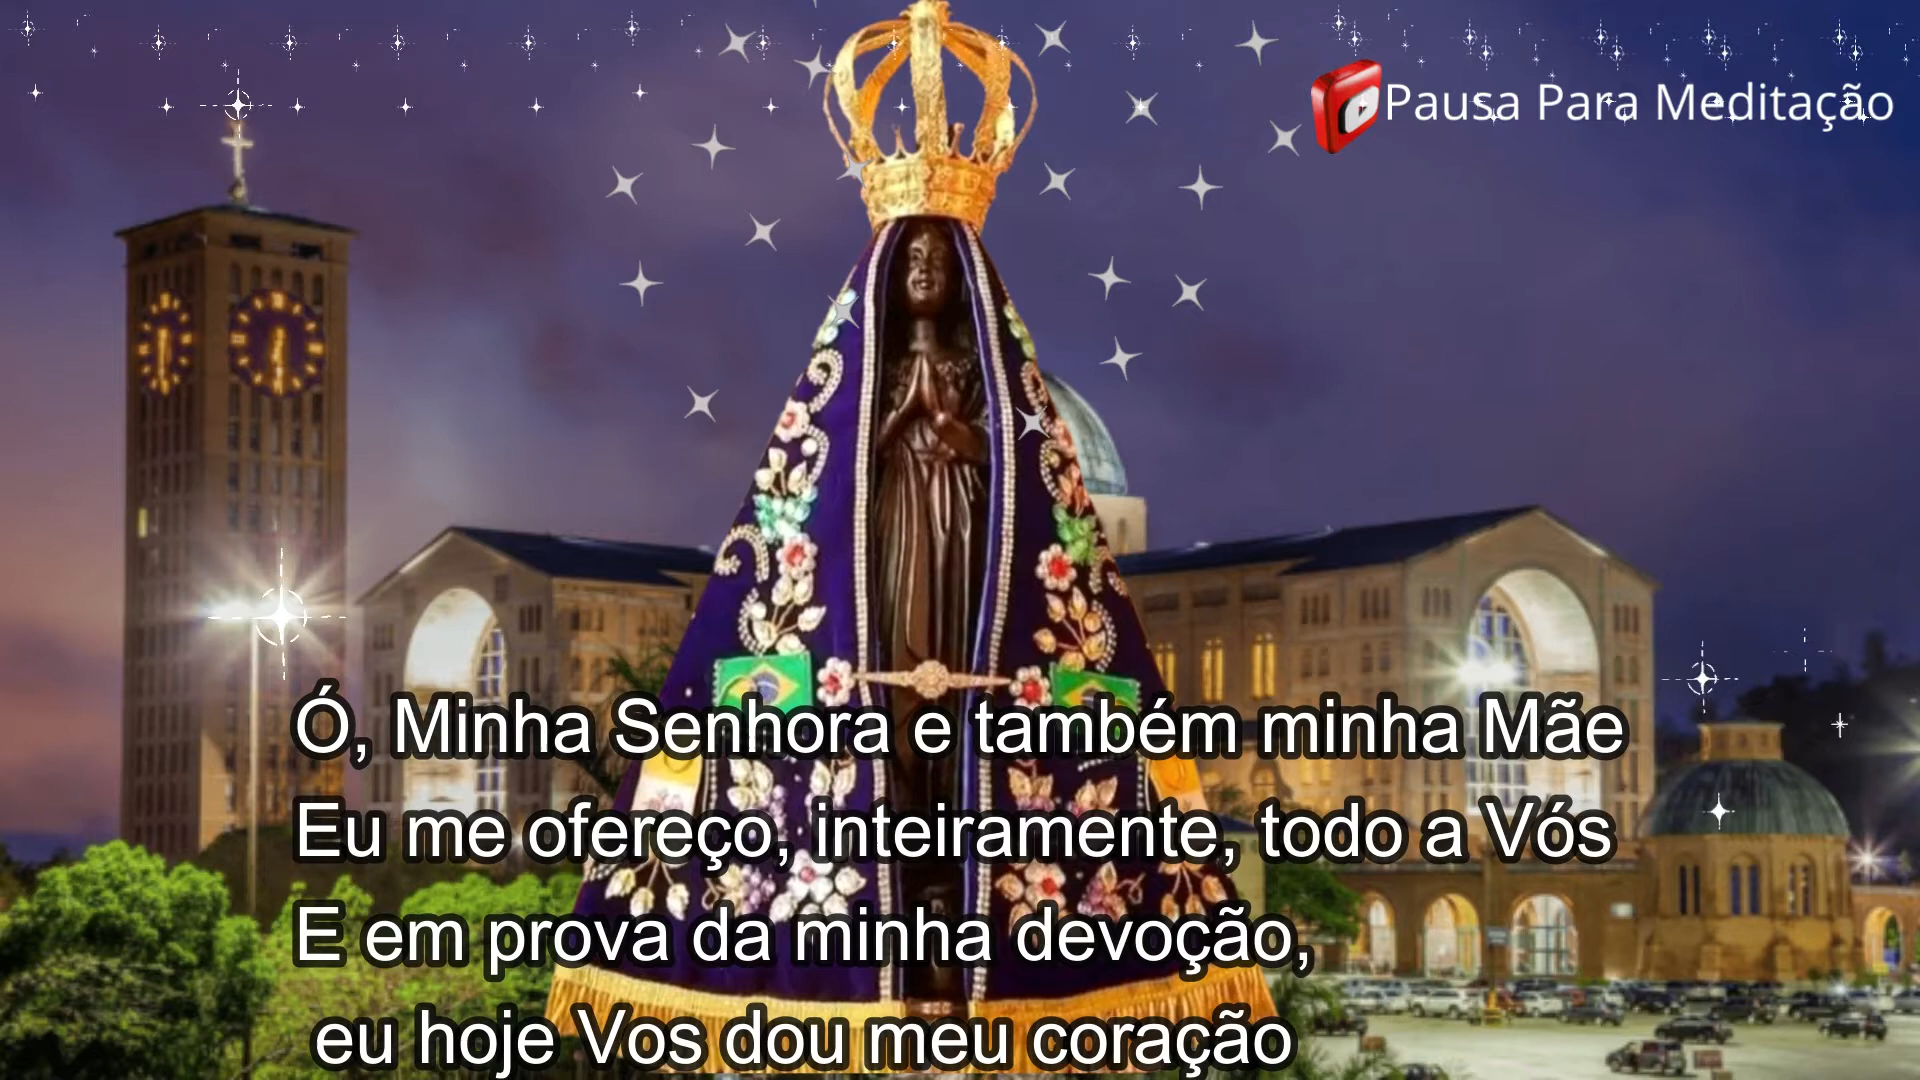 Pausa Para Meditação
Ó, Minha Senhora e também minha Mãe
Eu me ofereço, inteiramente, todo a Vós
E em prova da minha devoção,
eu hoje Vos dou meu coração